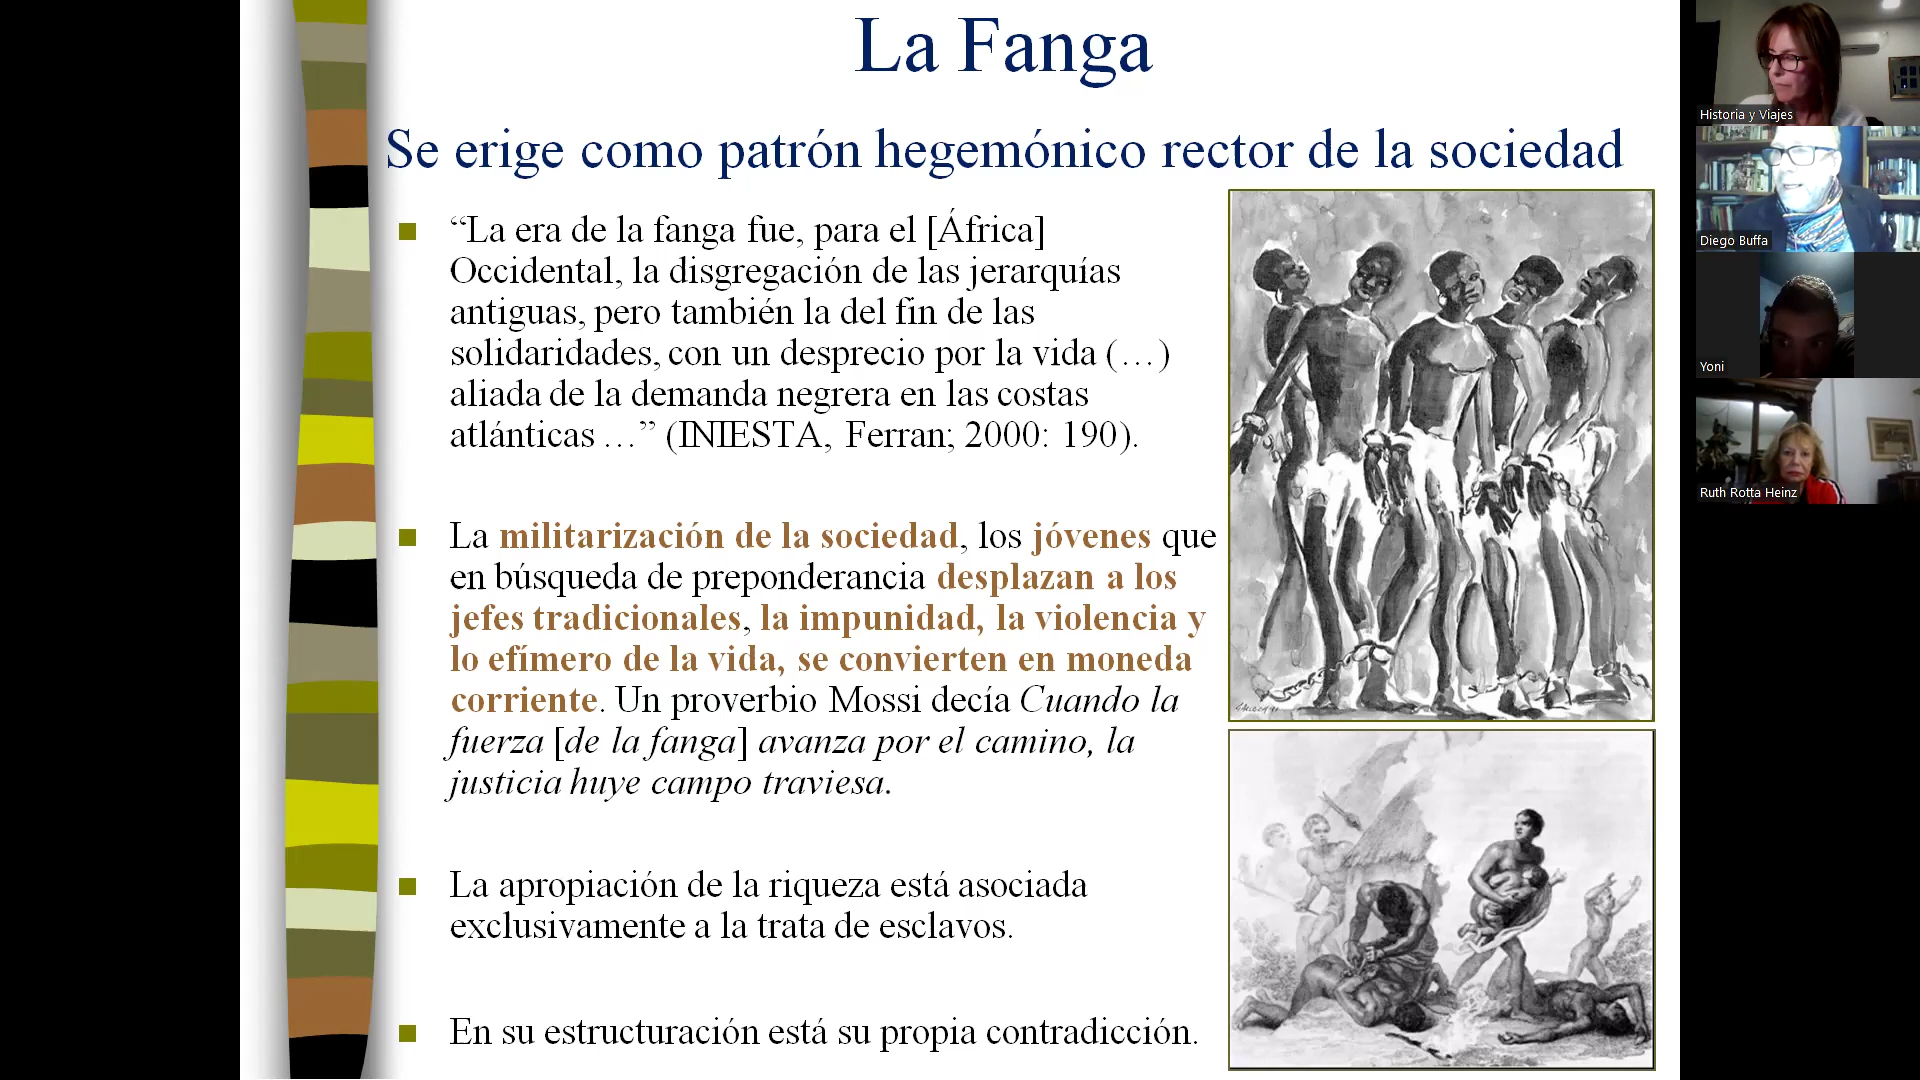 La Fanga
Se erige como patrón hegemónico rector de la sociedad
“La era de la fanga fue, para el [África]
Occidental, la disgregación de las jerarquías
antiguas, pero también la del fin de las
solidaridades, con un desprecio por la vida (…)
aliada de la demanda negrera en las costas
atlánticas …” (INIESTA, Ferran; 2000: 190).
La militarización de la sociedad, los jóvenes que
en búsqueda de preponderancia desplazan a los
jefes tradicionales, la impunidad, la violencia y
lo efímero de la vida, se convierten en moneda
corriente. Un proverbio Mossi decía Cuando la
fuerza [de la fanga] avanza por el camino, la
justicia huye campo traviesa.
La apropiación de la riqueza está asociada
exclusivamente a la trata de esclavos.
En su estructuración está su propia contradicción.
Historia y Viajes
Diego Buffa
Yoni
Ruth Rotta Heinz